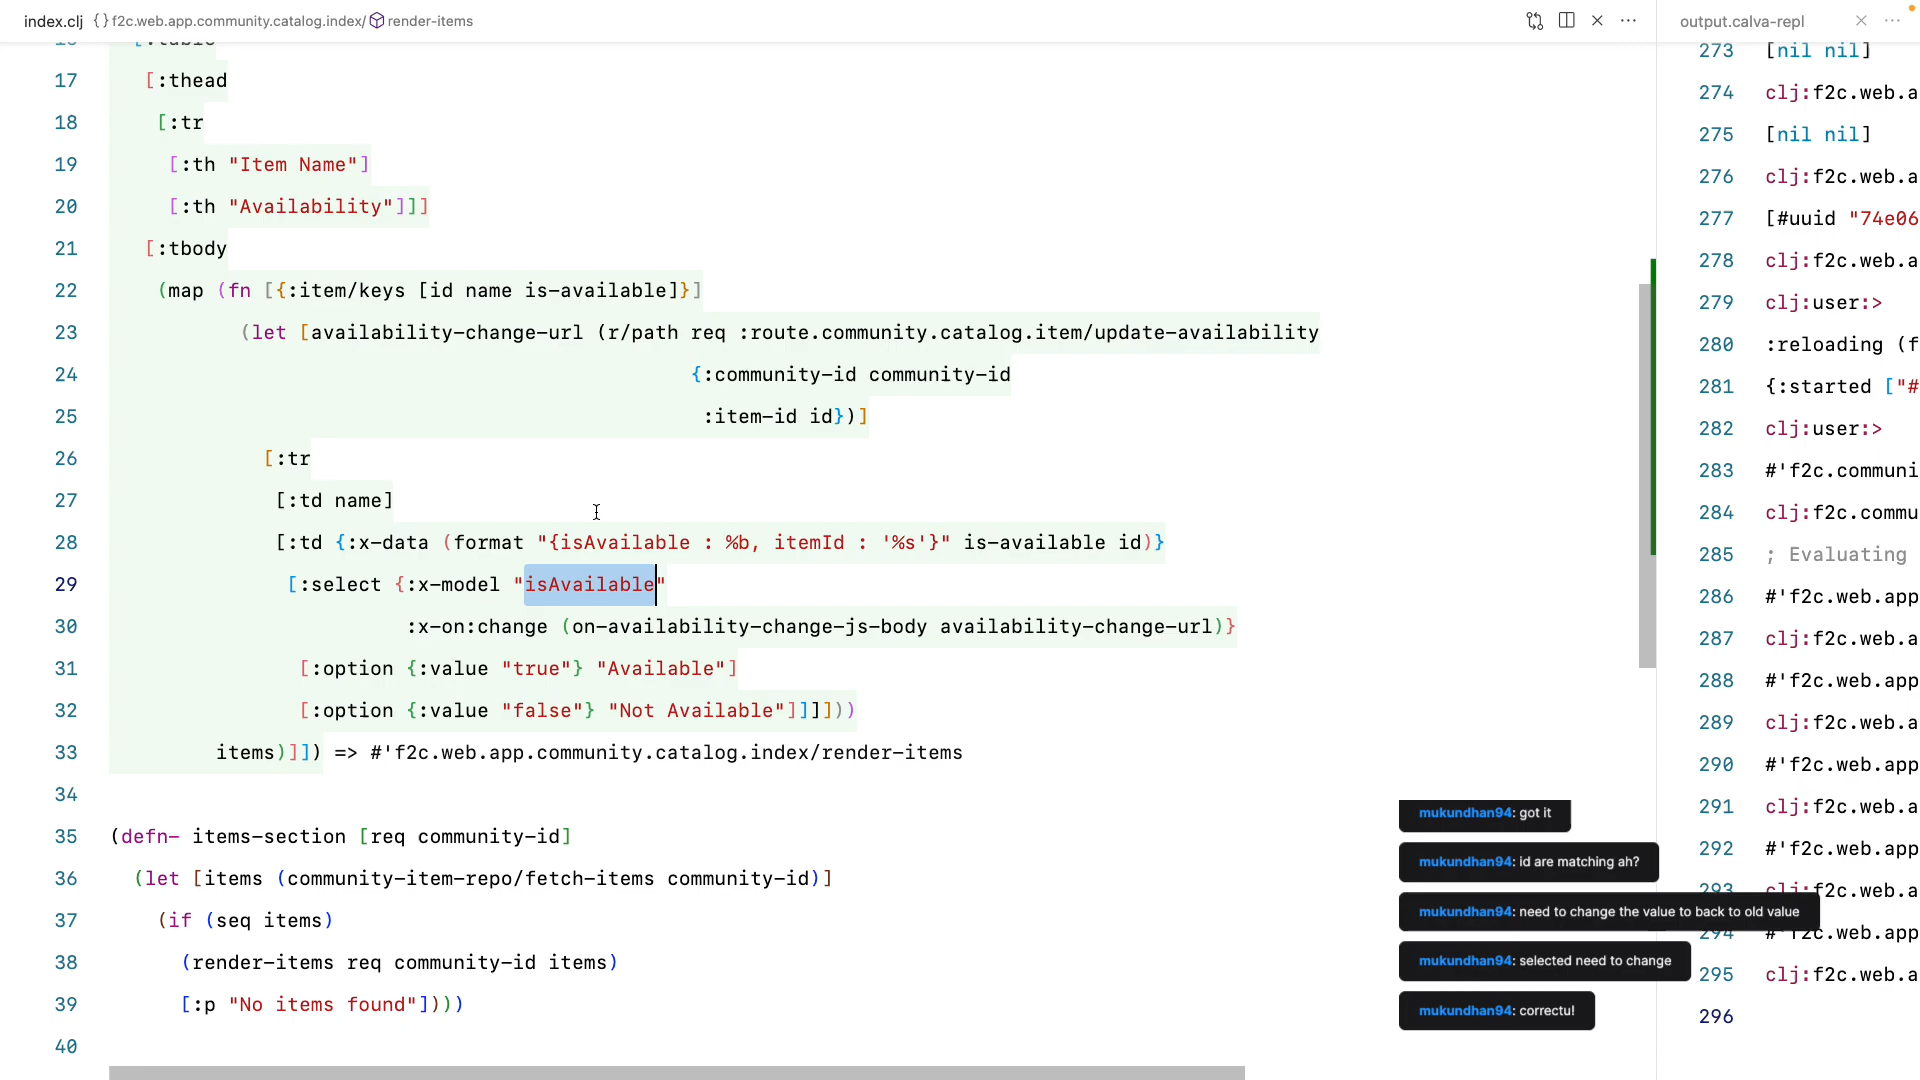 index.clj {} f2c.web.app.community.catalog.index/ render-items
17 [:thead
18 [:tr
19 [:th "Item Name"]
20 [:th "Availability"]]]
21 [:tbody
22 (map (fn [{:item/keys [id name is-available]}]
23 (let [availability-change-url (r/path req :route.community.catalog.item/update-availability
24 {:community-id community-id
25 :item-id id})]
26 [:tr
27 [:td name]
28 [:td {:x-data (format "{isAvailable : %b, itemId : '%s'}" is-available id)}
29 [:select {:x-model "isAvailable"
30 :x-on:change (on-availability-change-js-body availability-change-url)}
31 [:option {:value "true"} "Available"]
32 [:option {:value "false"} "Not Available"]]]]))
33 items)]]) => #'f2c.web.app.community.catalog.index/render-items
34
35 (defn- items-section [req community-id]
36 (let [items (community-item-repo/fetch-items community-id)]
37 (if (seq items)
38 (render-items req community-id items)
39 [:p "No items found"])))
40
output.calva-repl
273 [nil nil]
274 clj:f2c.web.a
275 [nil nil]
276 clj:f2c.web.a
277 [#uuid "74e06
278 clj:f2c.web.a
279 clj:user:>
280 :reloading (f
281 {:started ["#
282 clj:user:>
283 #'f2c.communi
284 clj:f2c.commu
285 ; Evaluating
286 #'f2c.web.app
287 clj:f2c.web.a
288 #'f2c.web.app
289 clj:f2c.web.a
290 #'f2c.web.app
291 clj:f2c.web.a
292 #'f2c.web.app
293 clj:f2c.web.a
294 #'f2c.web.app
295 clj:f2c.web.a
296
mukundhan94: got it
mukundhan94: id are matching ah?
mukundhan94: need to change the value to back to old value
mukundhan94: selected need to change
mukundhan94: correctu!